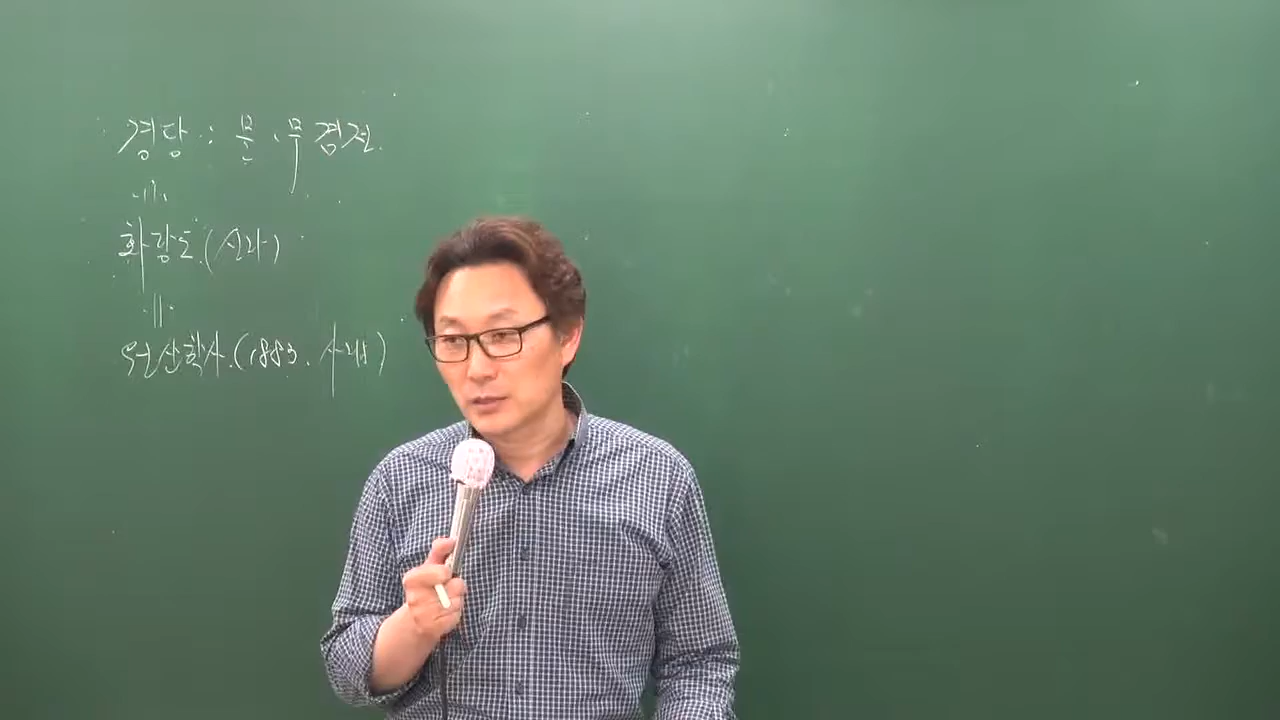 경당 : 문·무겸전.
=
화랑도(신라)
=
원산학사.(1883. 사립)